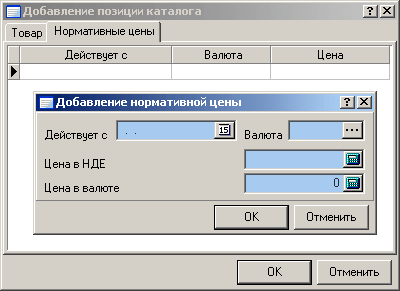 Добавление позиции каталога
Товар Нормативные цены
Действует с Валюта Цена
Добавление нормативной цены
Действует с . . 15 Валюта ...
Цена в НДЕ
Цена в валюте 0
OK Отменить
OK Отменить